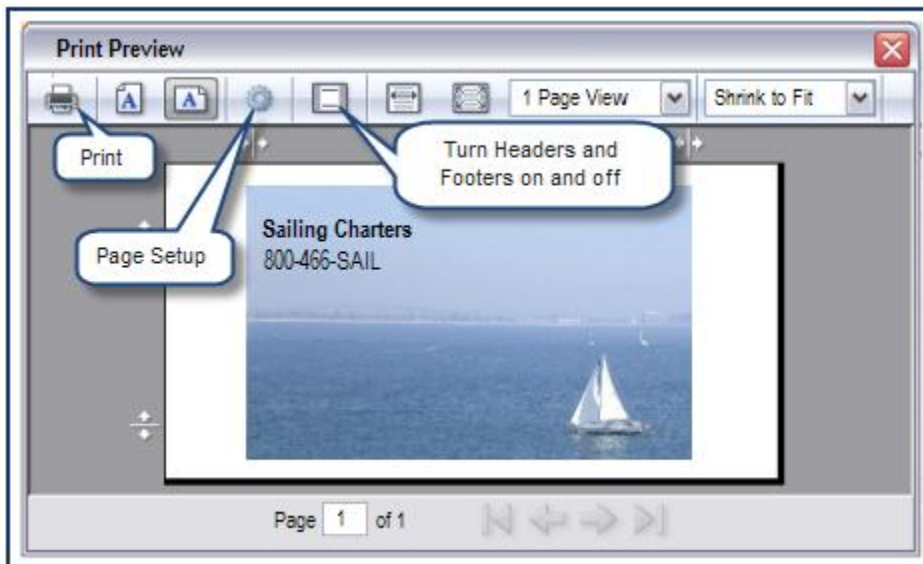 Print Preview
A A 1 Page View Shrink to Fit
Print
Turn Headers and
Footers on and off
Page Setup
Sailing Charters
800-466-SAIL
Page 1 of 1